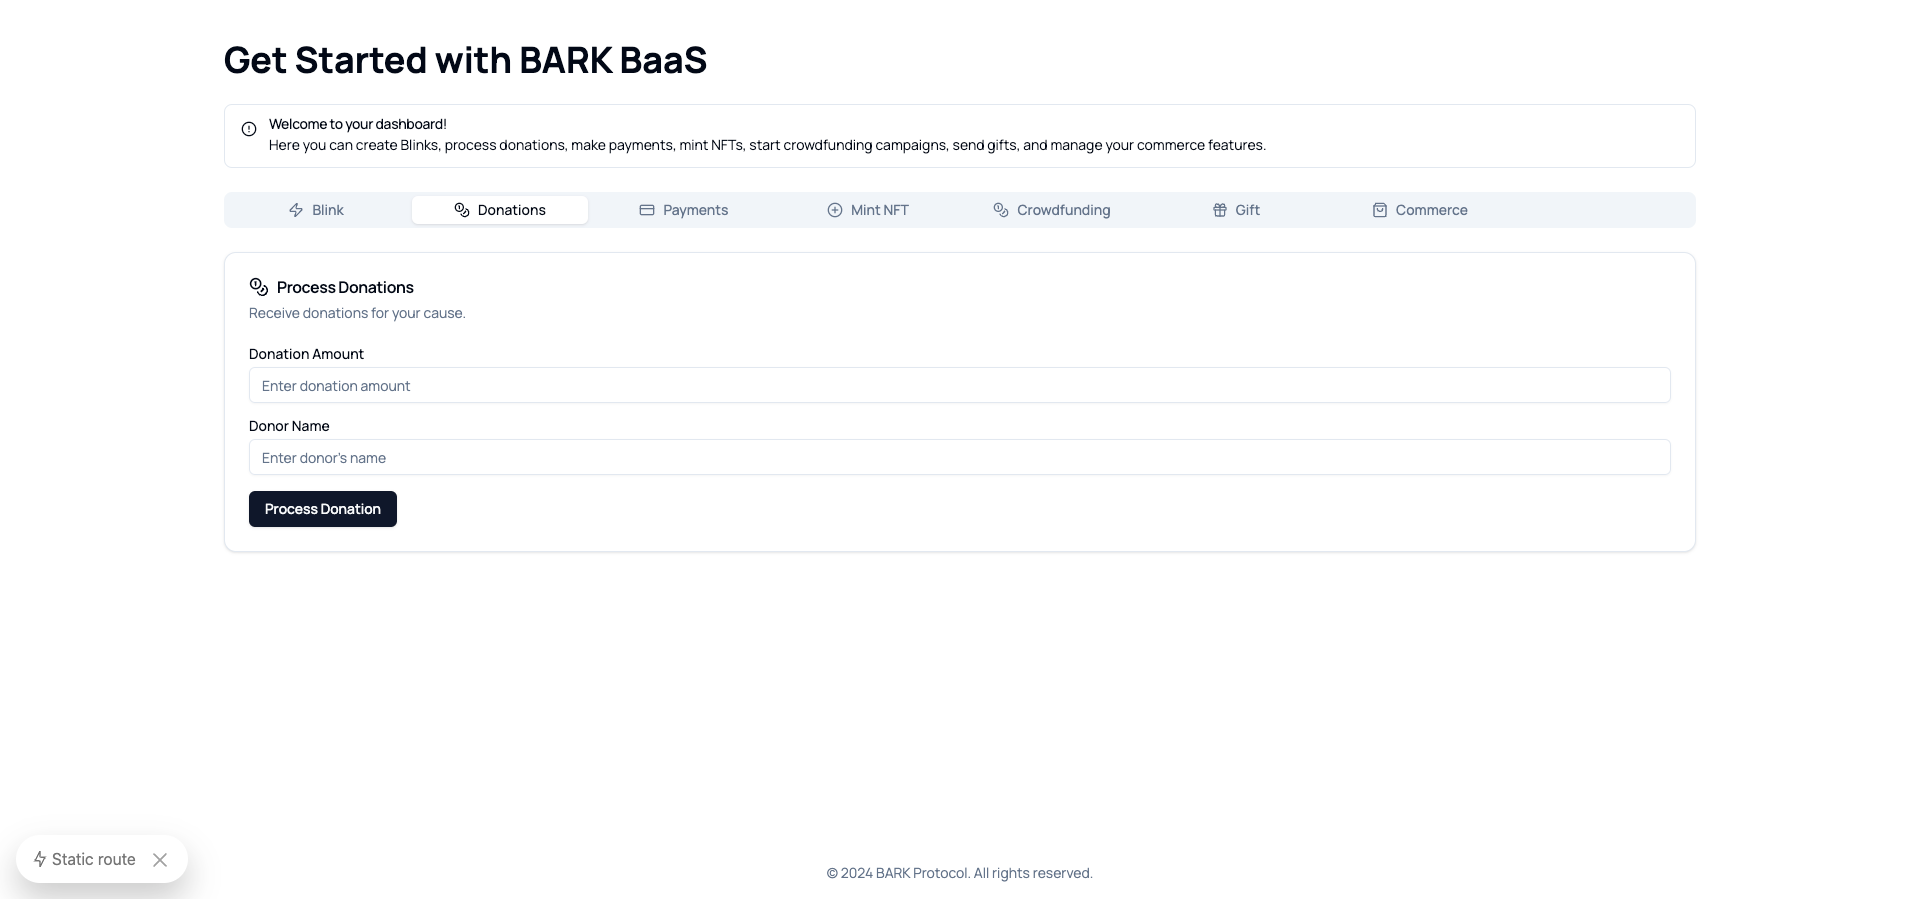 Get Started with BARK BaaS
Welcome to your dashboard!
Here you can create Blinks, process donations, make payments, mint NFTs, start crowdfunding campaigns, send gifts, and manage your commerce features.
Blink Donations Payments Mint NFT Crowdfunding Gift Commerce
Process Donations
Receive donations for your cause.
Donation Amount
Enter donation amount
Donor Name
Enter donor's name
Process Donation
Static route
© 2024 BARK Protocol. All rights reserved.